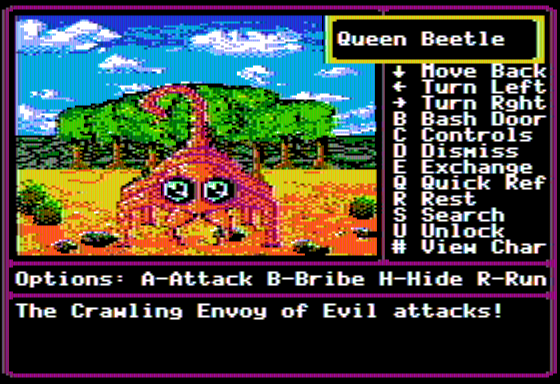 Queen Beetle
↓ Move Back
← Turn Left
→ Turn Rght
B Bash Door
C Controls
D Dismiss
E Exchange
Q Quick Ref
R Rest
S Search
U Unlock
# View Char
Options: A-Attack B-Bribe H-Hide R-Run
The Crawling Envoy of Evil attacks!